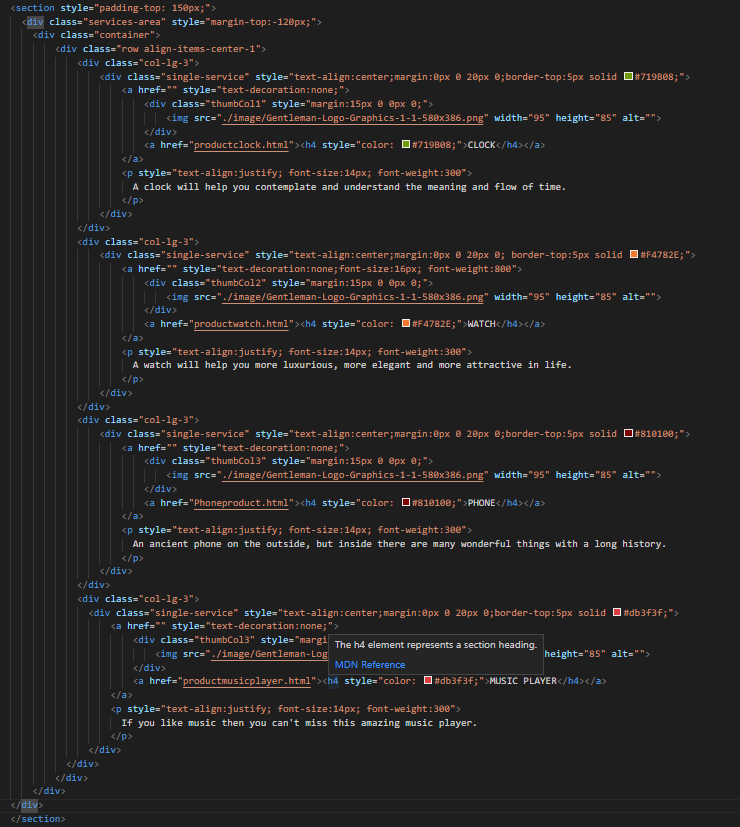 <section style="padding-top: 150px;">
<div class="services-area" style="margin-top:-120px;">
<div class="container">
<div class="row align-items-center-1">
<div class="col-lg-3">
<div class="single-service" style="text-align:center;margin:0px 0 20px 0;border-top:5px solid #719B08;">
<a href="" style="text-decoration:none;">
<div class="thumbCol1" style="margin:15px 0 0px 0;">
<img src="./image/Gentleman-Logo-Graphics-1-1-580x386.png" width="95" height="85" alt="">
</div>
<a href="productclock.html"><h4 style="color: #719B08;">CLOCK</h4></a>
</a>
<p style="text-align:justify; font-size:14px; font-weight:300">
A clock will help you contemplate and understand the meaning and flow of time.
</p>
</div>
</div>
<div class="col-lg-3">
<div class="single-service" style="text-align:center;margin:0px 0 20px 0; border-top:5px solid #F4782E;">
<a href="" style="text-decoration:none;font-size:16px; font-weight:800">
<div class="thumbCol2" style="margin:15px 0 0px 0;">
<img src="./image/Gentleman-Logo-Graphics-1-1-580x386.png" width="95" height="85" alt="">
</div>
<a href="productwatch.html"><h4 style="color: #F4782E;">WATCH</h4></a>
</a>
<p style="text-align:justify; font-size:14px; font-weight:300">
A watch will help you more luxurious, more elegant and more attractive in life.
</p>
</div>
</div>
<div class="col-lg-3">
<div class="single-service" style="text-align:center;margin:0px 0 20px 0;border-top:5px solid #810100;">
<a href="" style="text-decoration:none;">
<div class="thumbCol3" style="margin:15px 0 0px 0;">
<img src="./image/Gentleman-Logo-Graphics-1-1-580x386.png" width="95" height="85" alt="">
</div>
<a href="Phoneproduct.html"><h4 style="color: #810100;">PHONE</h4></a>
</a>
<p style="text-align:justify; font-size:14px; font-weight:300">
An ancient phone on the outside, but inside there are many wonderful things with a long history.
</p>
</div>
</div>
<div class="col-lg-3">
<div class="single-service" style="text-align:center;margin:0px 0 20px 0;border-top:5px solid #db3f3f;">
<a href="" style="text-decoration:none;">
<div class="thumbCol3" style="margi
The h4 element represents a section heading.
<img src="./image/Gentleman-Log height="85" alt="">
MDN Reference
</div>
<a href="productmusicplayer.html"><h4 style="color: #db3f3f;">MUSIC PLAYER</h4></a>
</a>
<p style="text-align:justify; font-size:14px; font-weight:300">
If you like music then you can't miss this amazing music player.
</p>
</div>
</div>
</div>
</div>
</div>
</section>